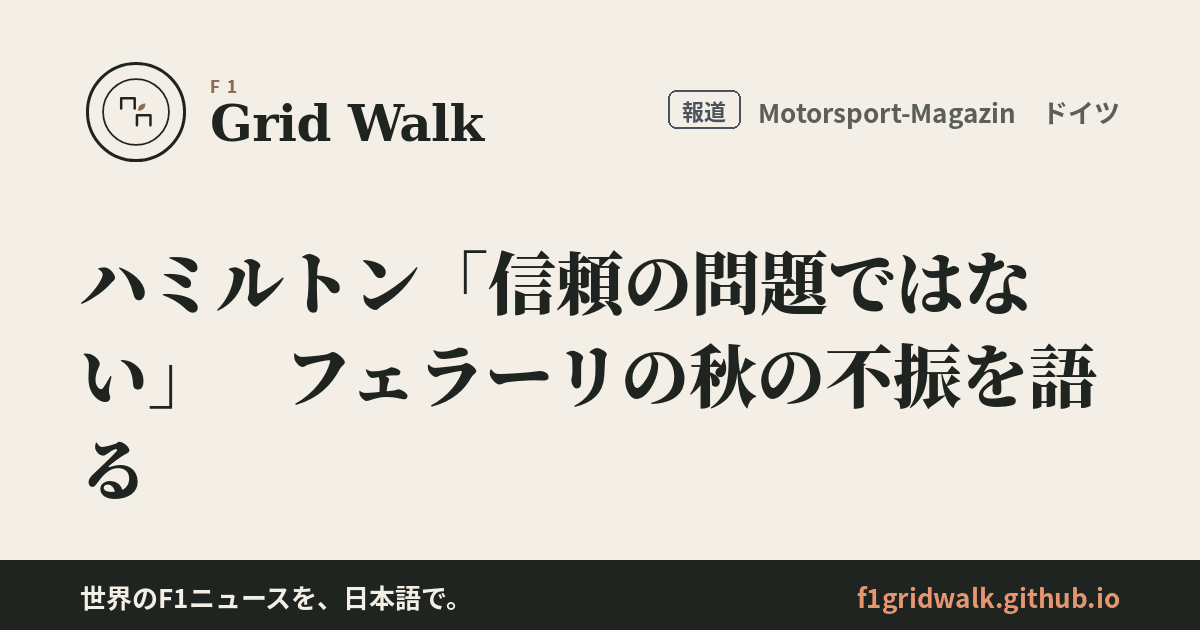 F1
Grid Walk
報道 Motorsport-Magazin ドイツ
ハミルトン「信頼の問題ではな
い」 フェラーリの秋の不振を語
る
世界のF1ニュースを、日本語で。
f1gridwalk.github.io